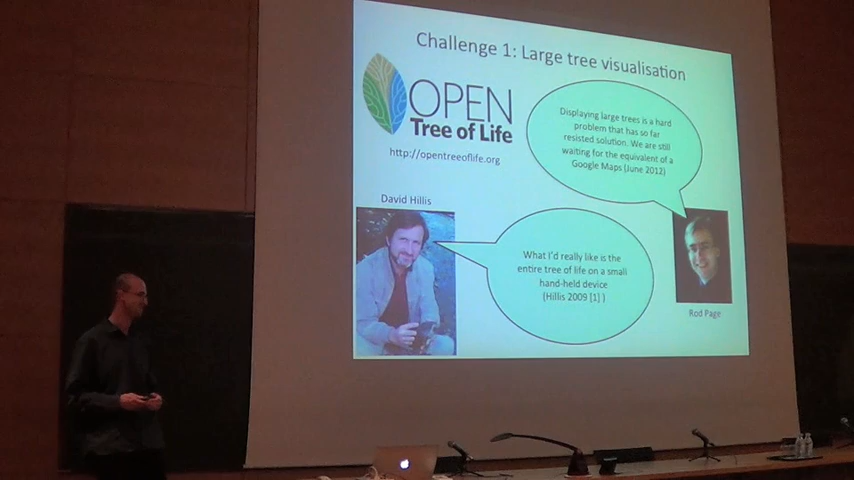 Challenge 1: Large tree visualisation
OPEN
Tree of Life
http://opentreeoflife.org
Displaying large trees is a hard
problem that has so far
resisted solution. We are still
waiting for the equivalent of a
Google Maps (June 2012)
David Hillis
What I'd really like is the
entire tree of life on a small
hand-held device
(Hillis 2009 [1] )
Rod Page